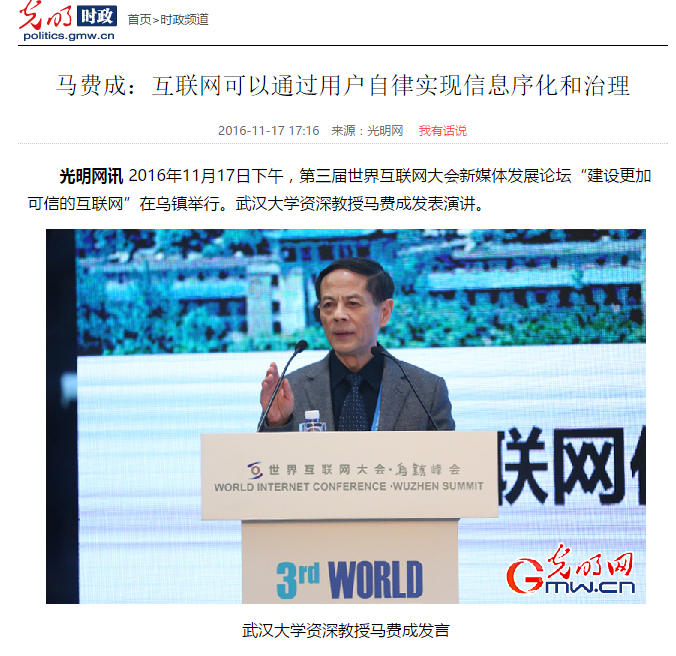 光明网 时政
politics.gmw.cn
首页>时政频道
马费成：互联网可以通过用户自律实现信息序化和治理
2016-11-17 17:16 来源：光明网 我有话说
光明网讯 2016年11月17日下午，第三届世界互联网大会新媒体发展论坛“建设更加
可信的互联网”在乌镇举行。武汉大学资深教授马费成发表演讲。
联网
世界互联网大会·乌镇峰会
WORLD INTERNET CONFERENCE·WUZHEN SUMMIT
3rd WORLD
光明网
Gmw.cn
武汉大学资深教授马费成发言